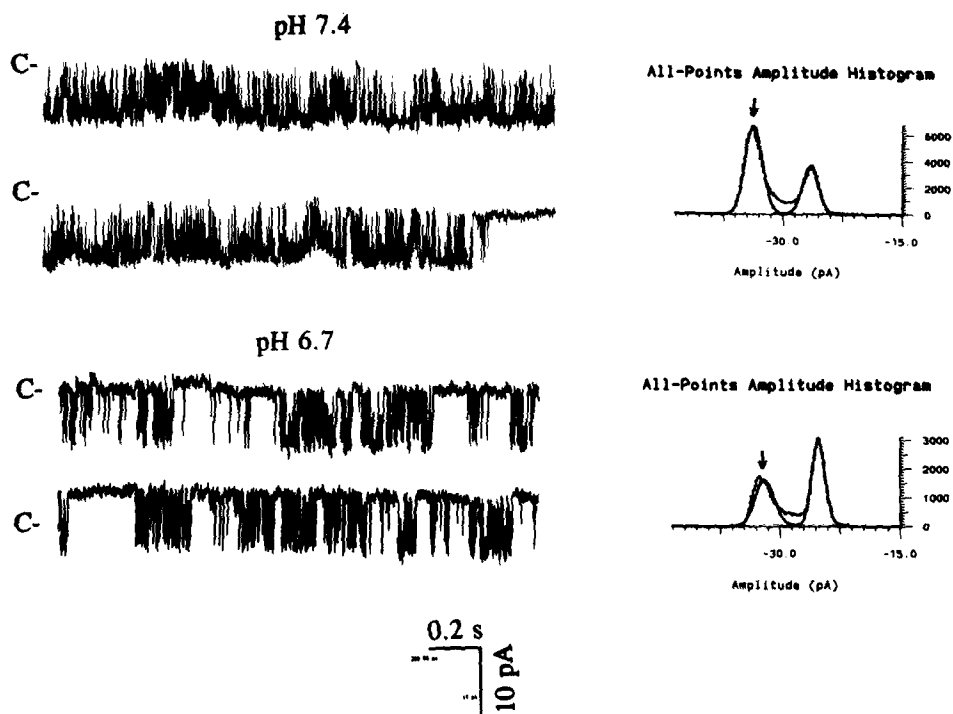 pH 7.4
C-
C-
All-Points Amplitude Histogram
6000
4000
2000
0
-30.0
-15.0
Amplitude (pA)
pH 6.7
C-
C-
All-Points Amplitude Histogram
3000
2000
1000
0
-30.0
-15.0
Amplitude (pA)
0.2 s
10 pA